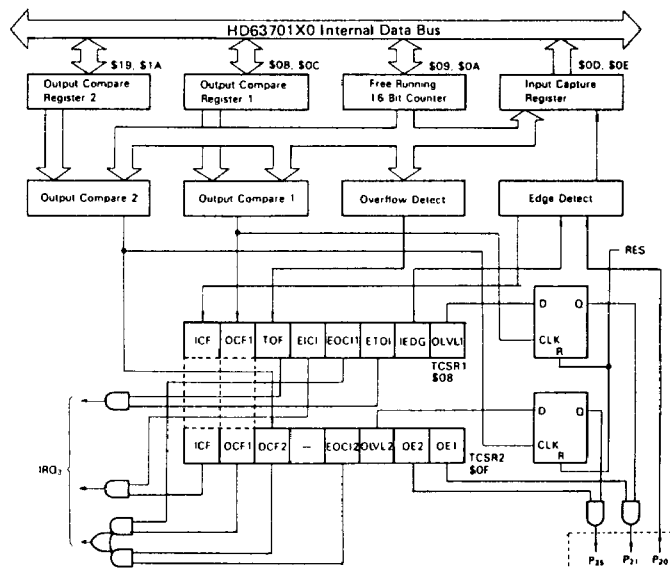 HD63701X0 Internal Data Bus
$19, $1A
$0B, $0C
$09, $0A
$0D, $0E
Output Compare
Register 2
Output Compare
Register 1
Free Running
16 Bit Counter
Input Capture
Register
Output Compare 2
Output Compare 1
Overflow Detect
Edge Detect
RES
D Q
CLK
R
ICF OCF1 TOF EICI EOCI1 ETOI IEDG OLVL1
TCSR1
$08
D Q
CLK
R
ICF OCF1 OCF2 — EOCI2 OLVL2 OE2 OE1
TCSR2
$0F
IRQ₃
P₂₅ P₂₁ P₂₀